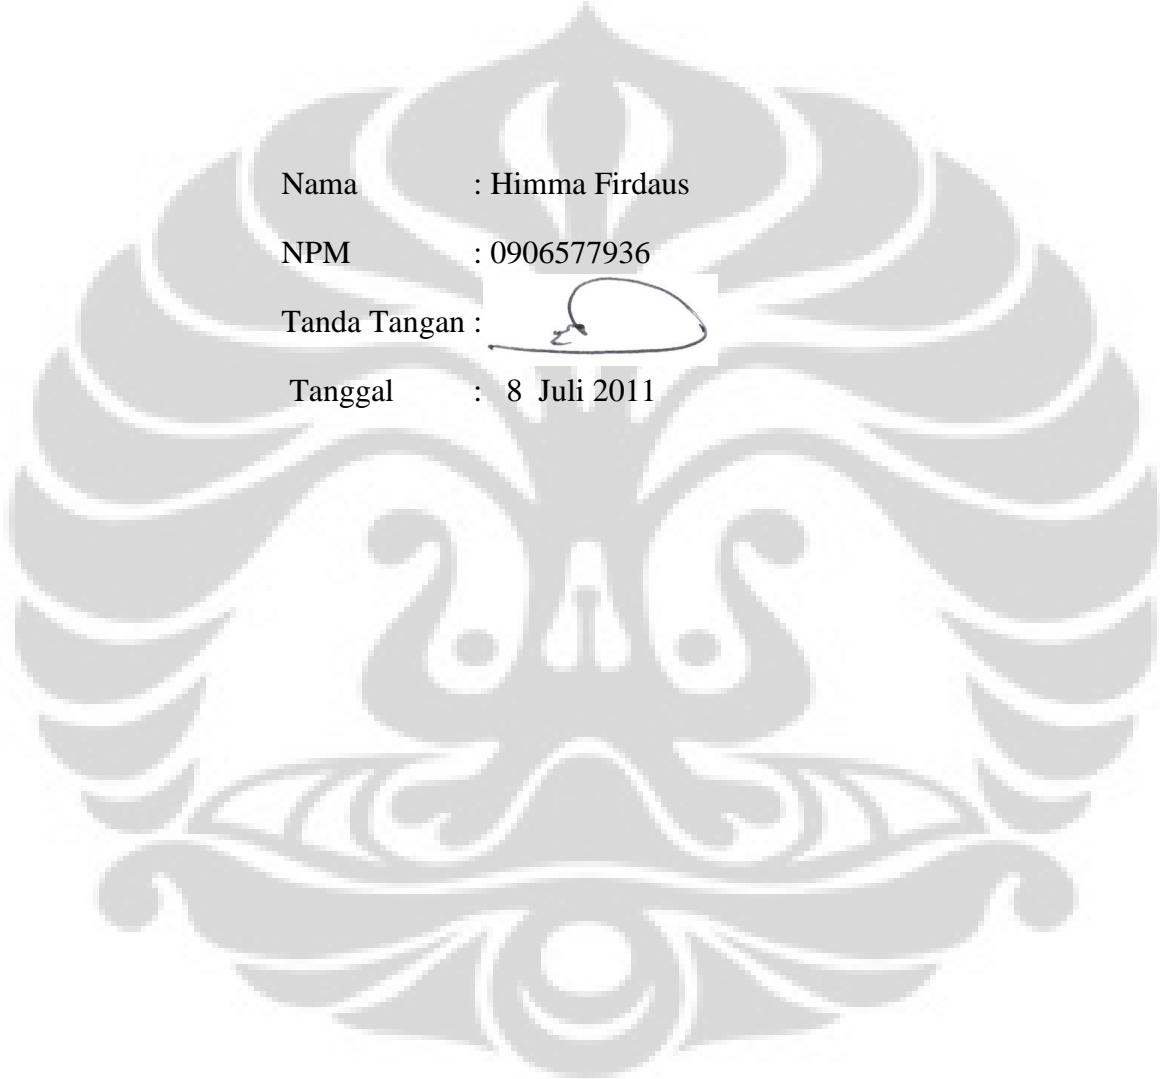 Nama : Himma Firdaus
NPM : 0906577936
Tanda Tangan :
Tanggal : 8 Juli 2011